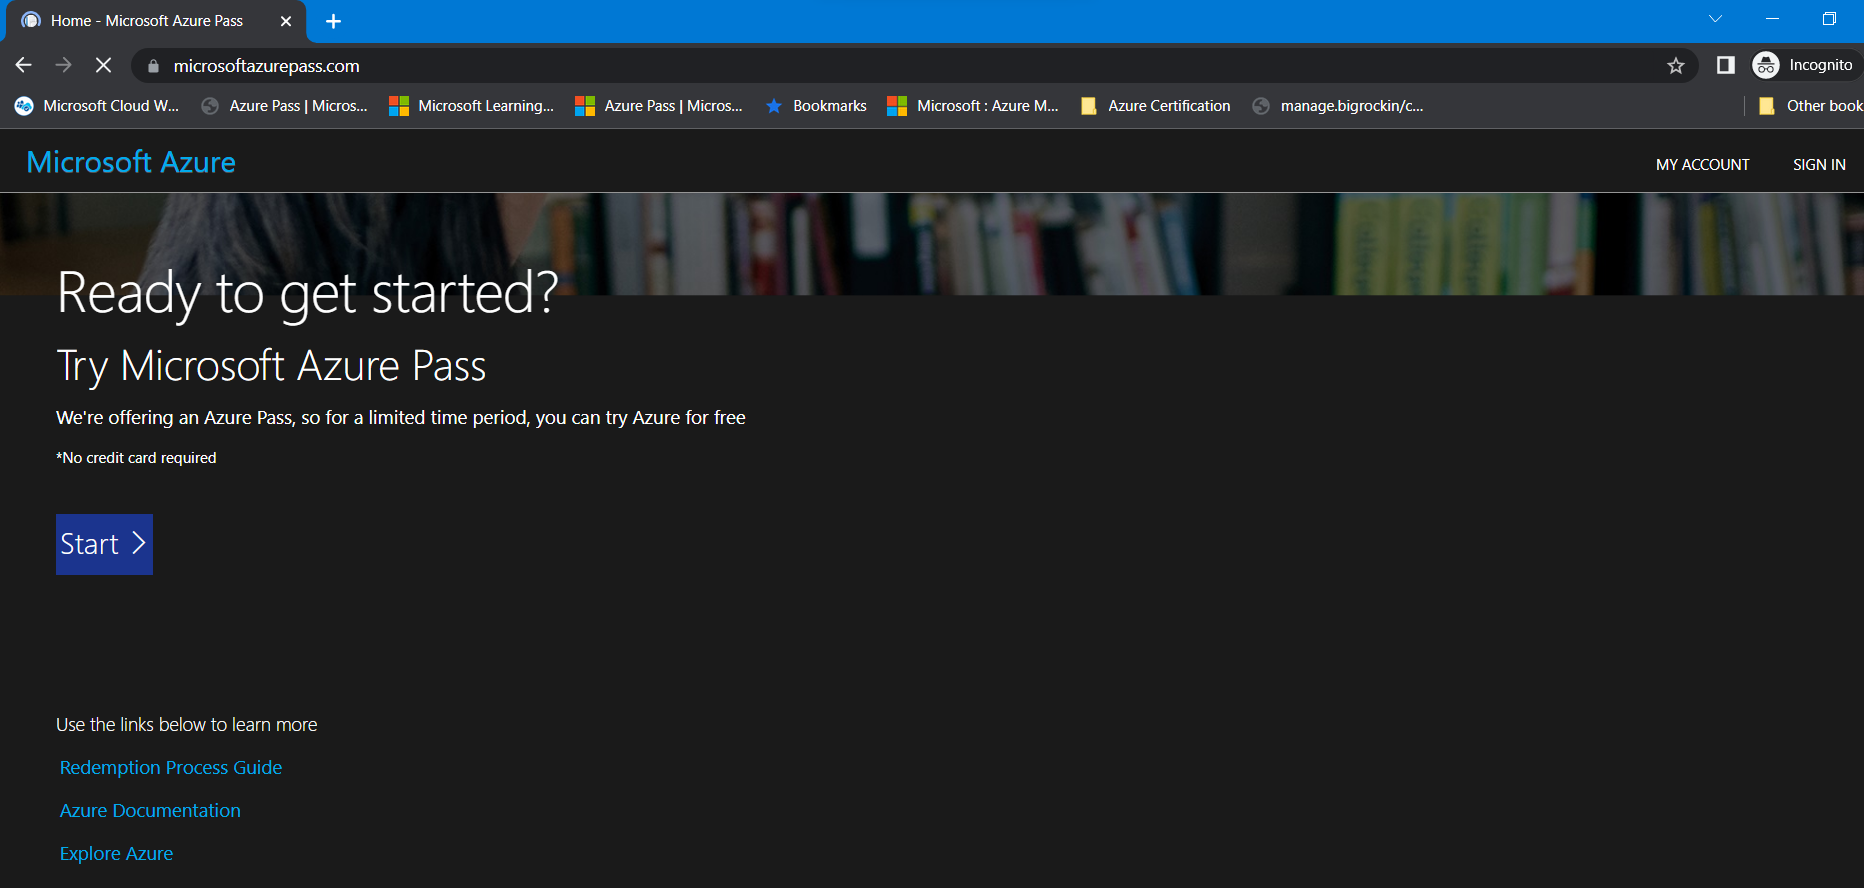 Home - Microsoft Azure Pass
microsoftazurepass.com
Incognito
Microsoft Cloud W...
Azure Pass | Micros...
Microsoft Learning...
Azure Pass | Micros...
Bookmarks
Microsoft : Azure M...
Azure Certification
manage.bigrockin/c...
Other book
Microsoft Azure
MY ACCOUNT
SIGN IN
Ready to get started?
Try Microsoft Azure Pass
We're offering an Azure Pass, so for a limited time period, you can try Azure for free
*No credit card required
Start
Use the links below to learn more
Redemption Process Guide
Azure Documentation
Explore Azure